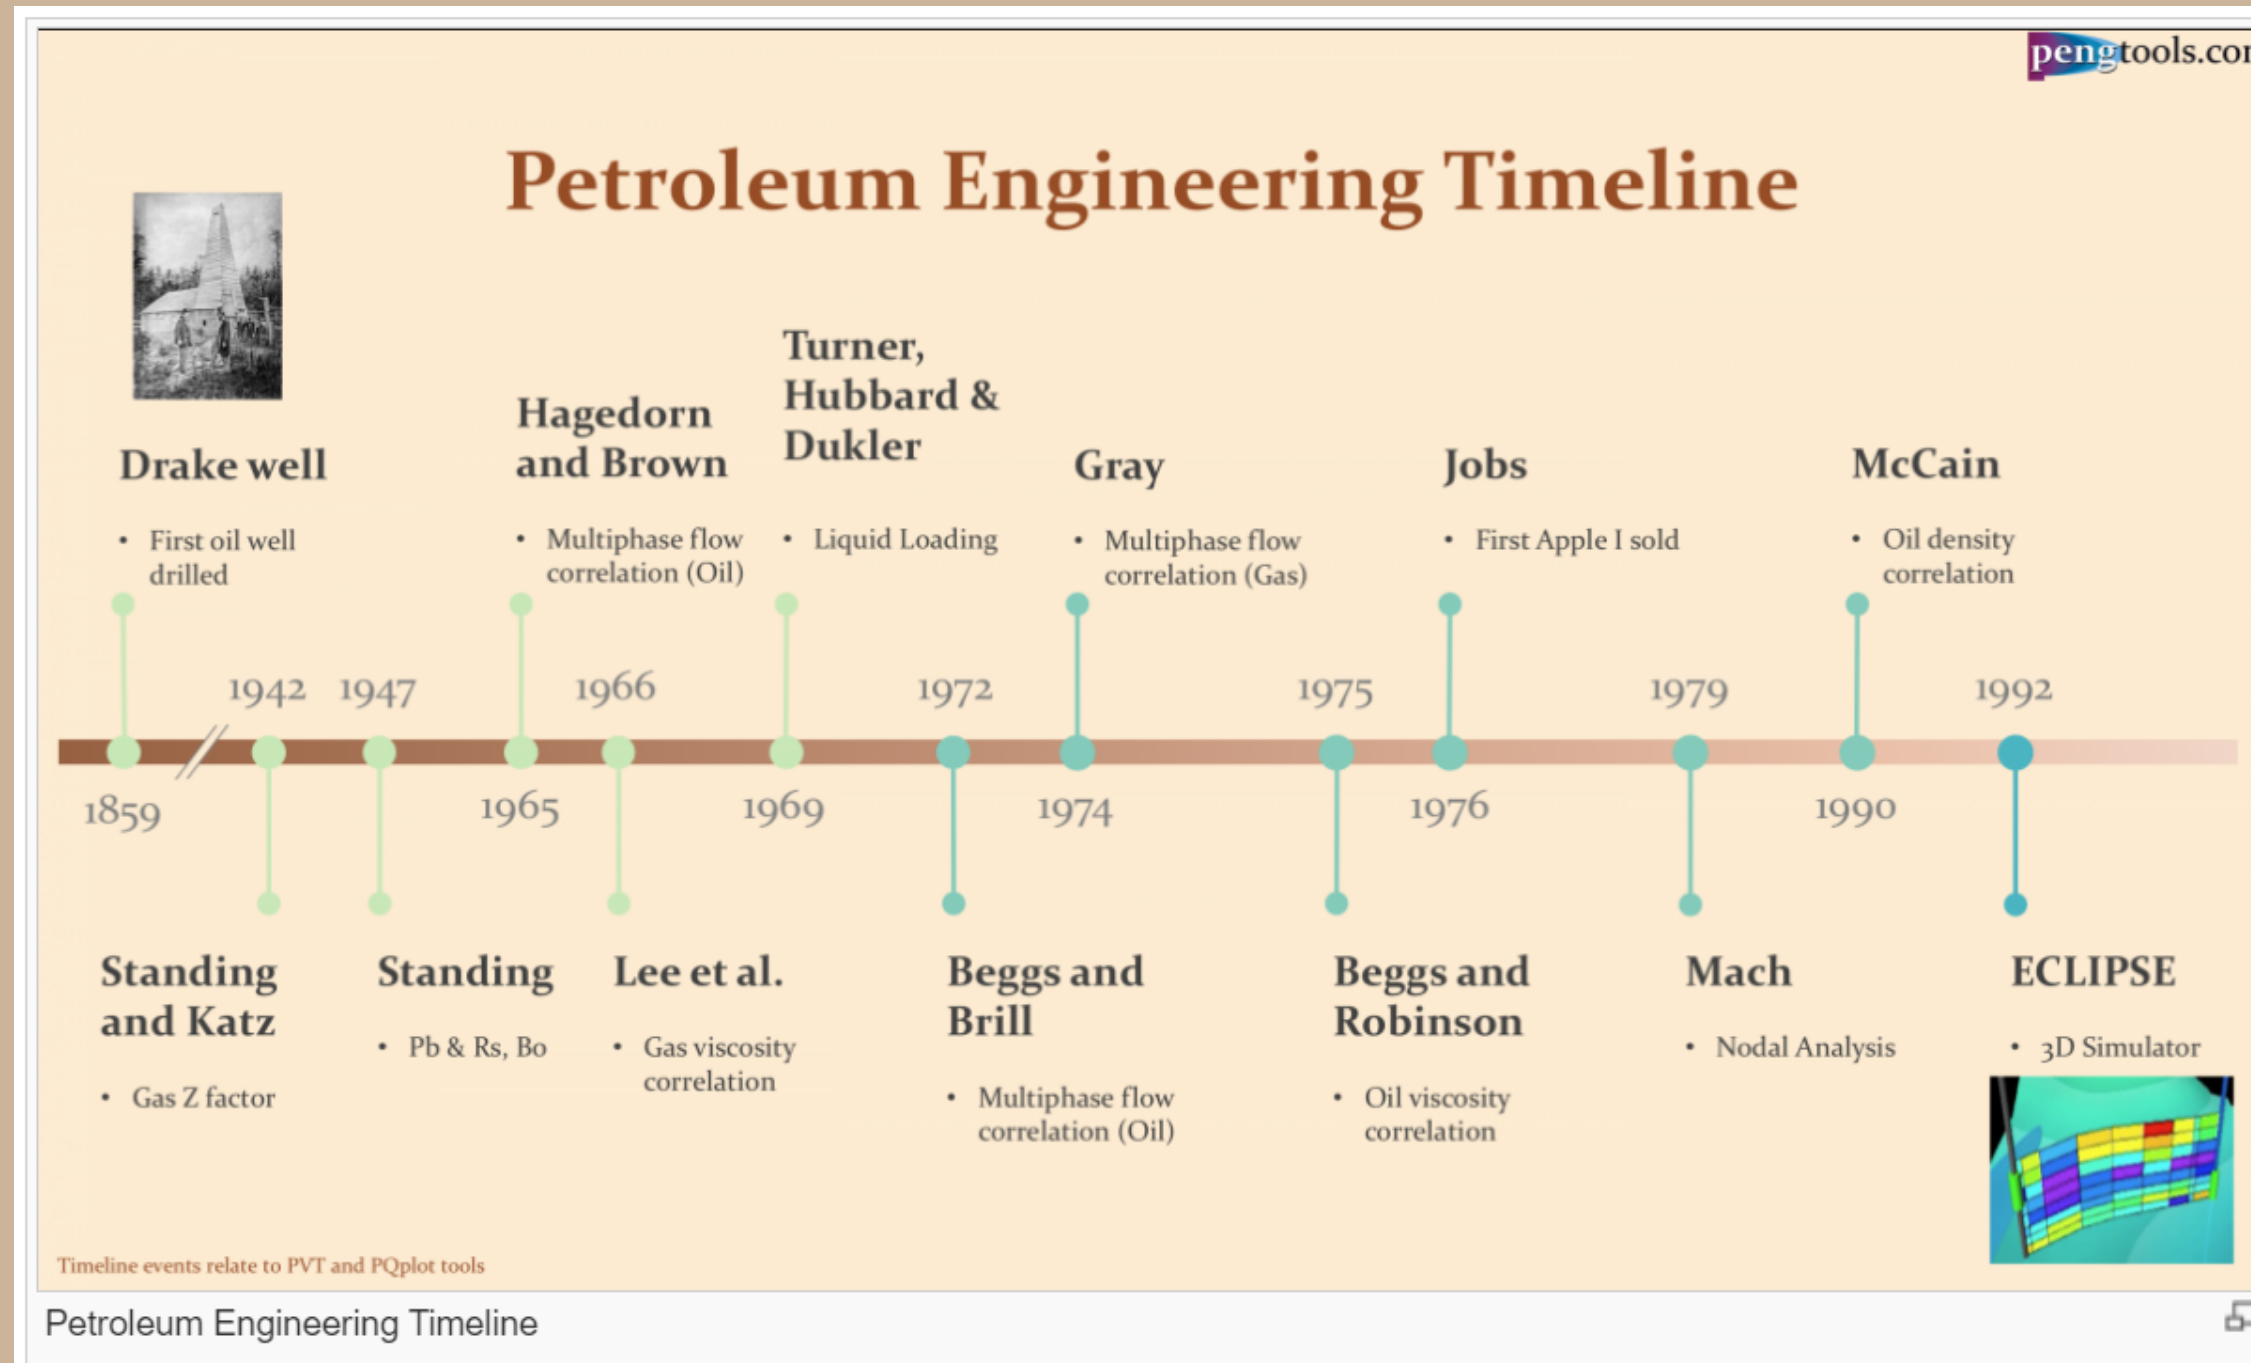 pengtools.com
Petroleum Engineering Timeline
Drake well
• First oil well
drilled
Hagedorn
and Brown
• Multiphase flow
correlation (Oil)
Turner,
Hubbard &
Dukler
• Liquid Loading
Gray
• Multiphase flow
correlation (Gas)
Jobs
• First Apple I sold
McCain
• Oil density
correlation
1942 1947 1966 1972 1975 1979 1992
1859 1965 1969 1974 1976 1990
Standing
and Katz
• Gas Z factor
Standing
• Pb & Rs, Bo
Lee et al.
• Gas viscosity
correlation
Beggs and
Brill
• Multiphase flow
correlation (Oil)
Beggs and
Robinson
• Oil viscosity
correlation
Mach
• Nodal Analysis
ECLIPSE
• 3D Simulator
Timeline events relate to PVT and PQplot tools
Petroleum Engineering Timeline